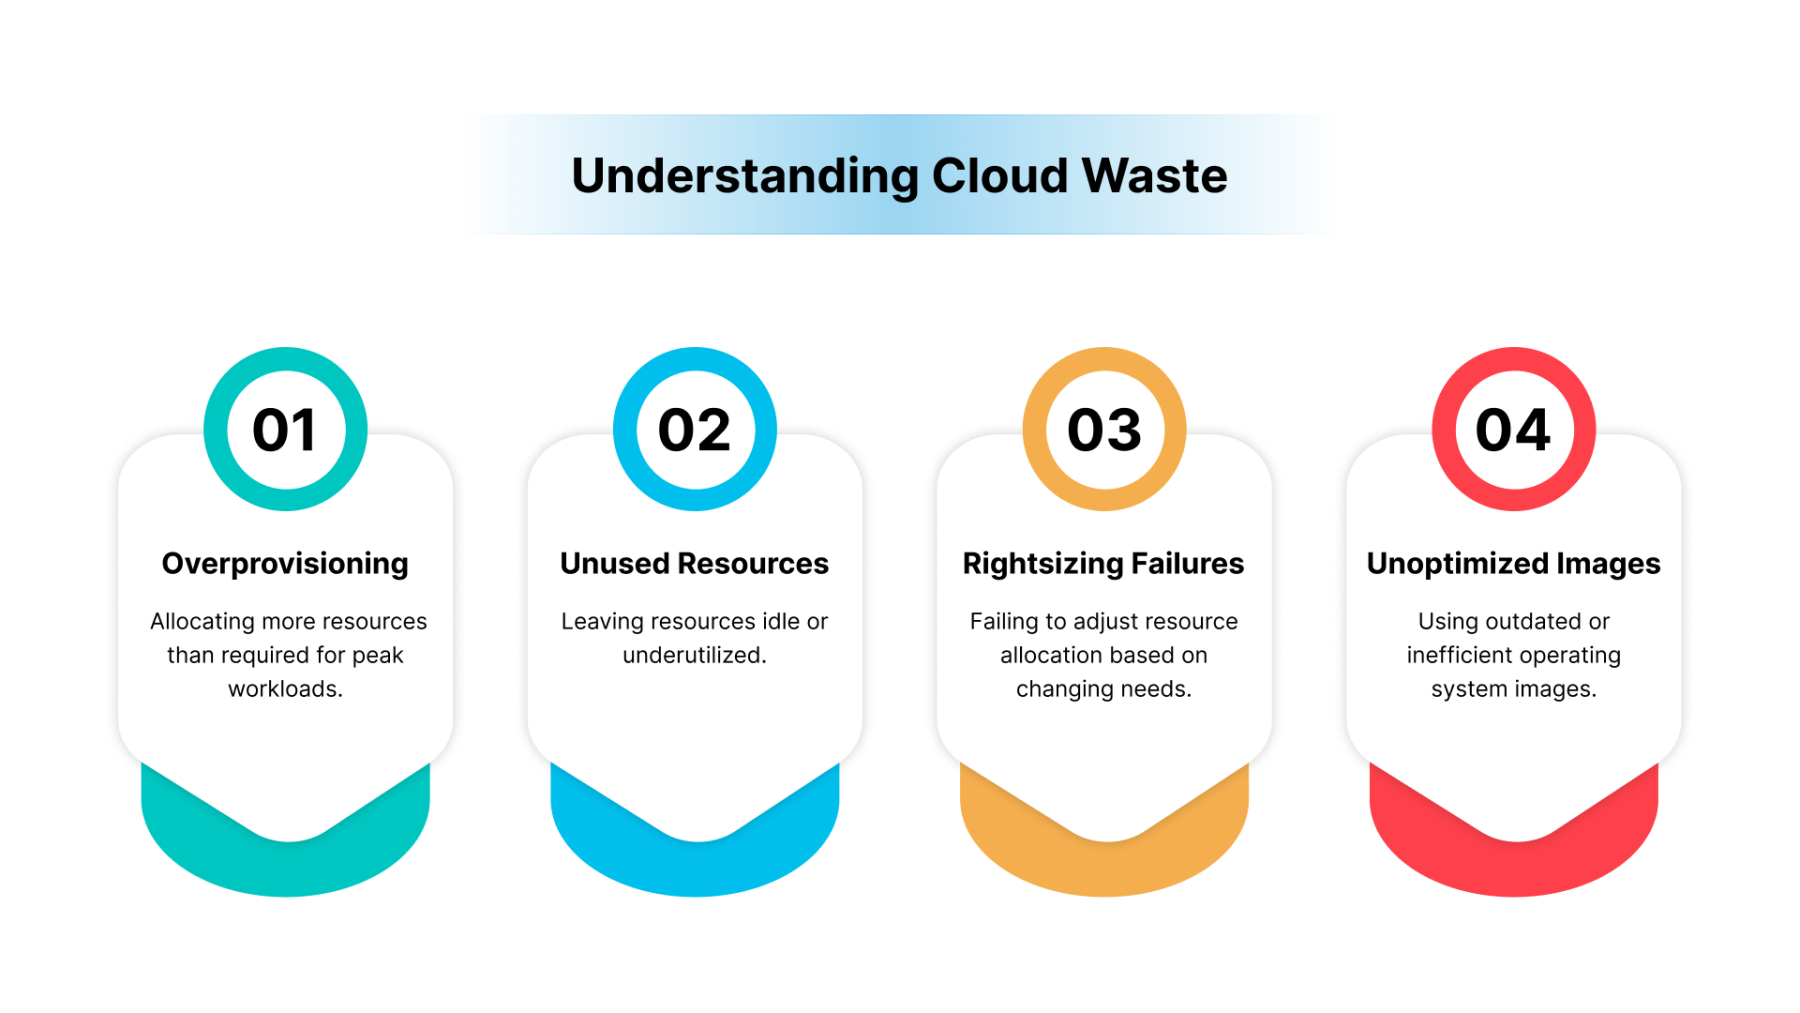 Understanding Cloud Waste
01
Overprovisioning
Allocating more resources
than required for peak
workloads.
02
Unused Resources
Leaving resources idle or
underutilized.
03
Rightsizing Failures
Failing to adjust resource
allocation based on
changing needs.
04
Unoptimized Images
Using outdated or
inefficient operating
system images.